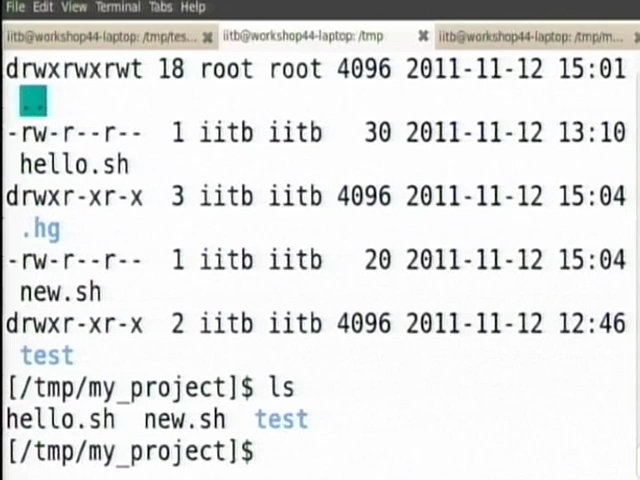 File Edit View Terminal Tabs Help
iitb@workshop44-laptop: /tmp/tes... iitb@workshop44-laptop: /tmp iitb@workshop44-laptop: /tmp/m...
drwxrwxrwt 18 root root 4096 2011-11-12 15:01
..
-rw-r--r-- 1 iitb iitb 30 2011-11-12 13:10
hello.sh
drwxr-xr-x 3 iitb iitb 4096 2011-11-12 15:04
.hg
-rw-r--r-- 1 iitb iitb 20 2011-11-12 15:04
new.sh
drwxr-xr-x 2 iitb iitb 4096 2011-11-12 12:46
test
[/tmp/my_project]$ ls
hello.sh new.sh test
[/tmp/my_project]$